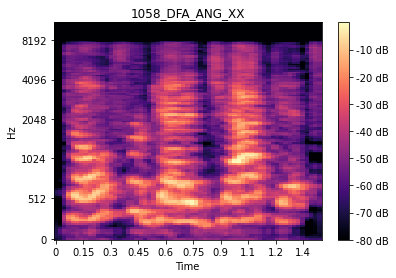 1058_DFA_ANG_XX
8192
4096
2048
1024
512
0
Hz
0 0.15 0.3 0.45 0.6 0.75 0.9 1.1 1.2 1.4
Time
-10 dB
-20 dB
-30 dB
-40 dB
-50 dB
-60 dB
-70 dB
-80 dB